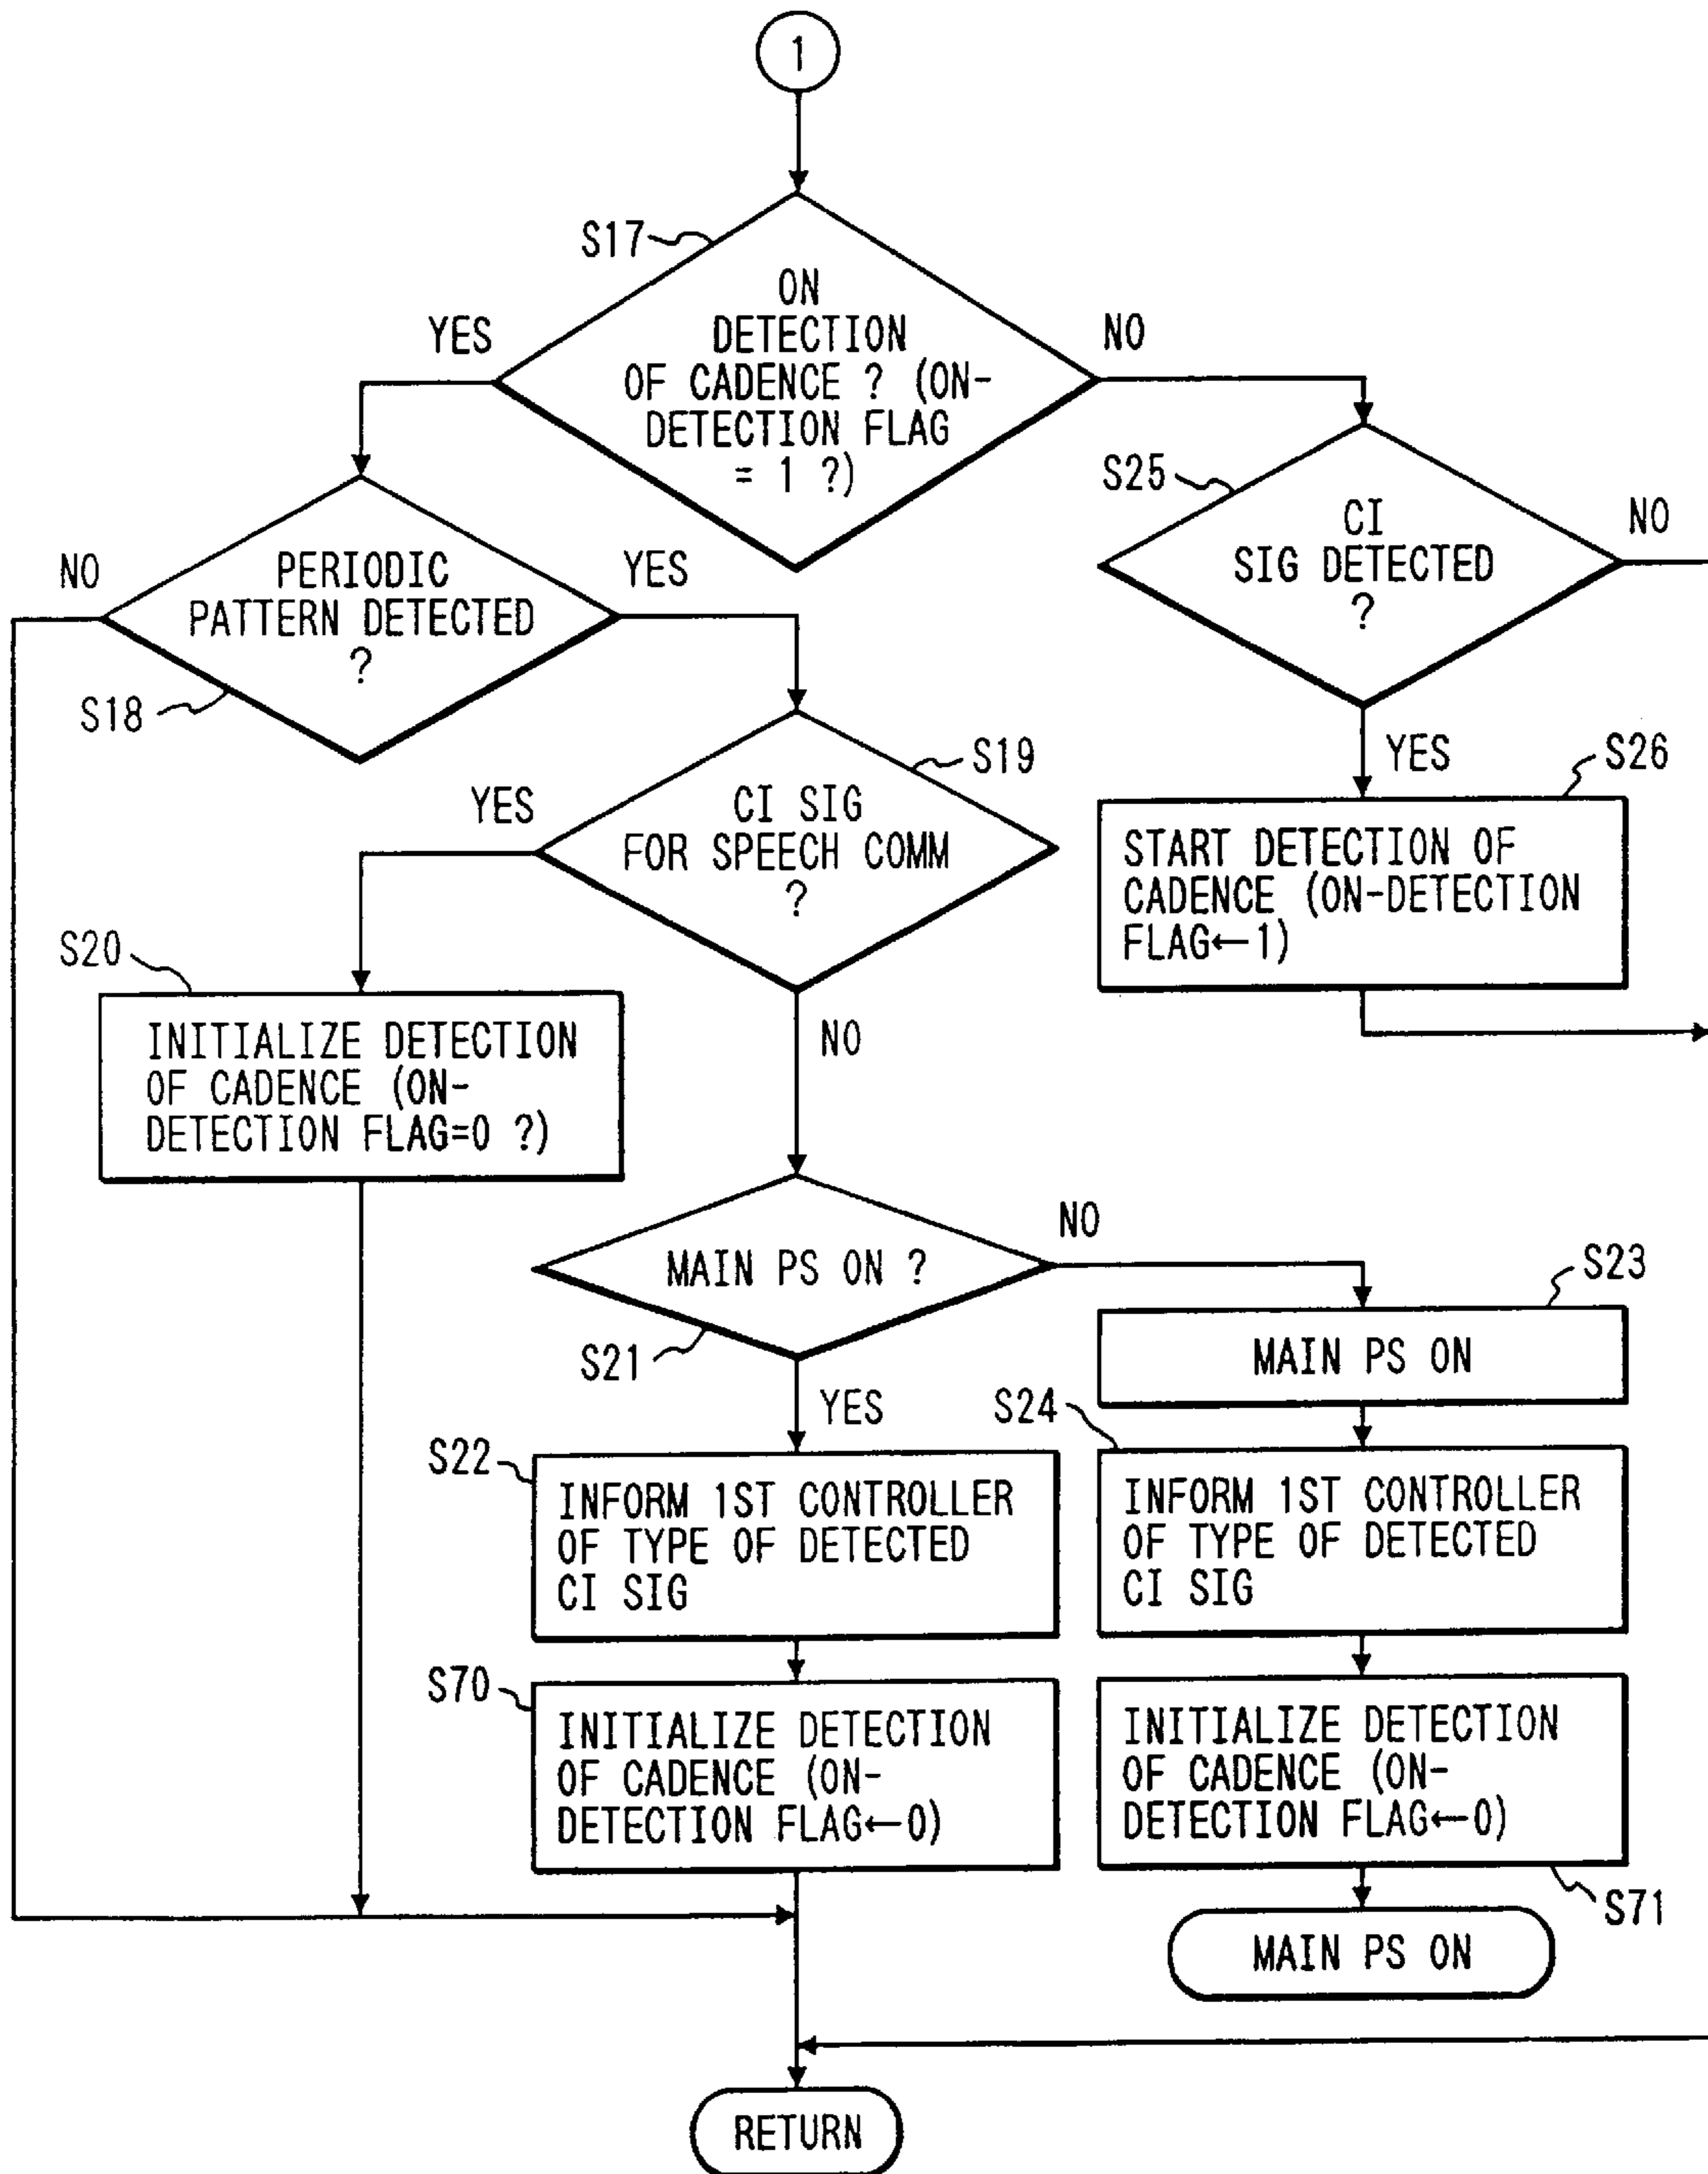 1
S17
ON
DETECTION
OF CADENCE ? (ON-
DETECTION FLAG
= 1 ?)
YES
NO
S25
CI
SIG DETECTED
?
NO
NO
PERIODIC
PATTERN DETECTED
?
YES
S18
YES
S26
START DETECTION OF
CADENCE (ON-DETECTION
FLAG←1)
S19
YES
CI SIG
FOR SPEECH COMM
?
S20
INITIALIZE DETECTION
OF CADENCE (ON-
DETECTION FLAG=0 ?)
NO
MAIN PS ON ?
NO
S21
S23
MAIN PS ON
YES
S22
INFORM 1ST CONTROLLER
OF TYPE OF DETECTED
CI SIG
S24
INFORM 1ST CONTROLLER
OF TYPE OF DETECTED
CI SIG
S70
INITIALIZE DETECTION
OF CADENCE (ON-
DETECTION FLAG←0)
INITIALIZE DETECTION
OF CADENCE (ON-
DETECTION FLAG←0)
S71
MAIN PS ON
RETURN